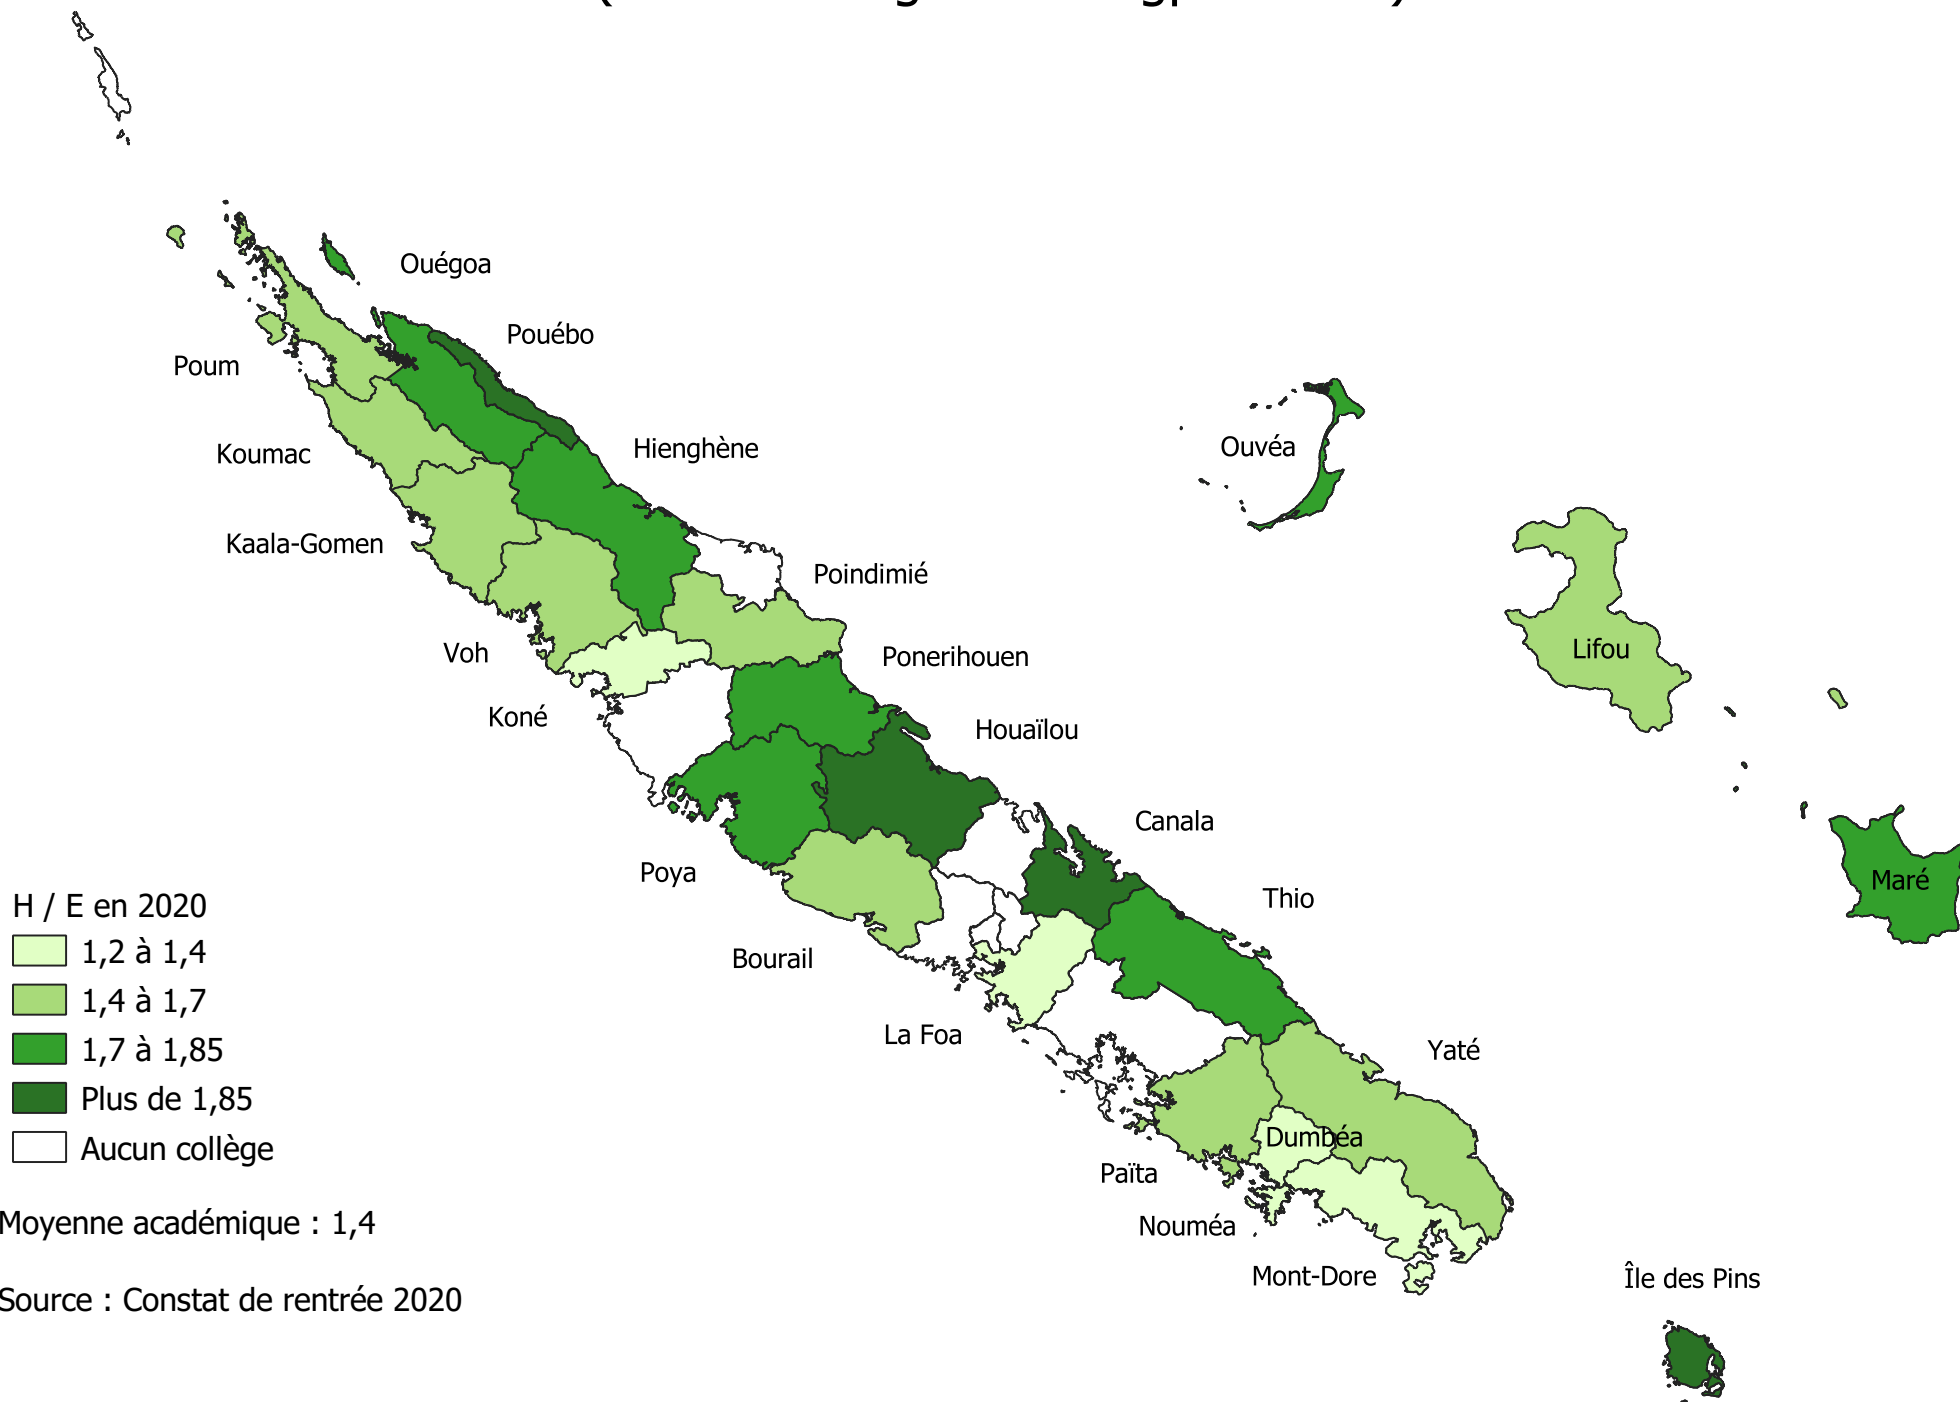 Ouégoa
Pouébo
Poum
Hienghène
Ouvéa
Koumac
Kaala-Gomen
Poindimié
Lifou
Voh
Ponerihouen
Koné
Houaïlou
Canala
Poya
Maré
Thio
H / E en 2020
1,2 à 1,4
Bourail
1,4 à 1,7
La Foa
1,7 à 1,85
Yaté
Plus de 1,85
Dumbéa
Aucun collège
Païta
Moyenne académique : 1,4
Nouméa
Mont-Dore
Île des Pins
Source : Constat de rentrée 2020